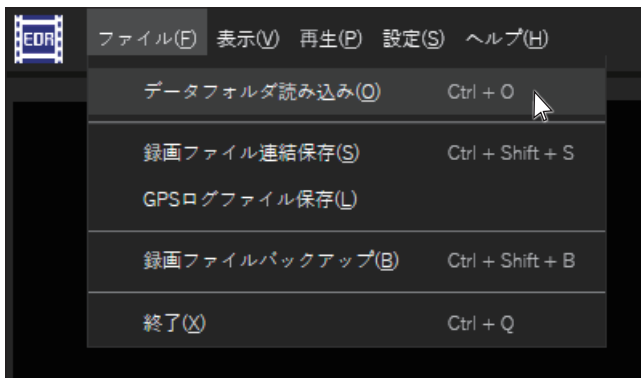 EDR ファイル(F) 表示(V) 再生(P) 設定(S) ヘルプ(H)
データフォルダ読み込み(O) Ctrl + O
録画ファイル連結保存(S) Ctrl + Shift + S
GPSログファイル保存(L)
録画ファイルバックアップ(B) Ctrl + Shift + B
終了(X) Ctrl + Q